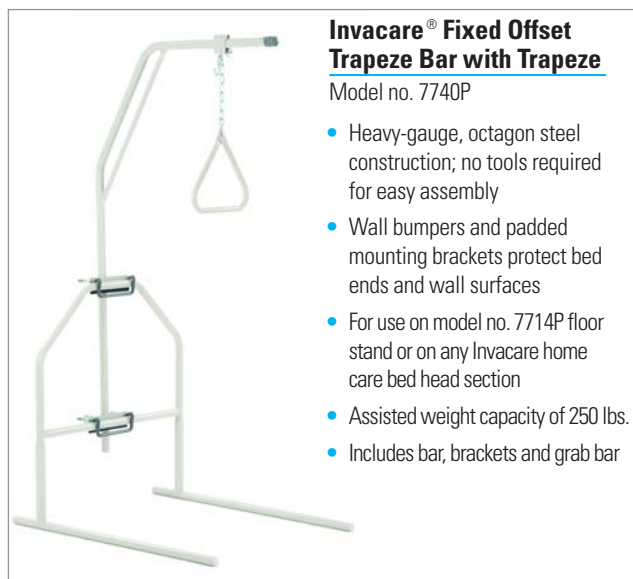 Invacare® Fixed Offset
Trapeze Bar with Trapeze
Model no. 7740P
• Heavy-gauge, octagon steel
construction; no tools required
for easy assembly
• Wall bumpers and padded
mounting brackets protect bed
ends and wall surfaces
• For use on model no. 7714P floor
stand or on any Invacare home
care bed head section
• Assisted weight capacity of 250 lbs.
• Includes bar, brackets and grab bar